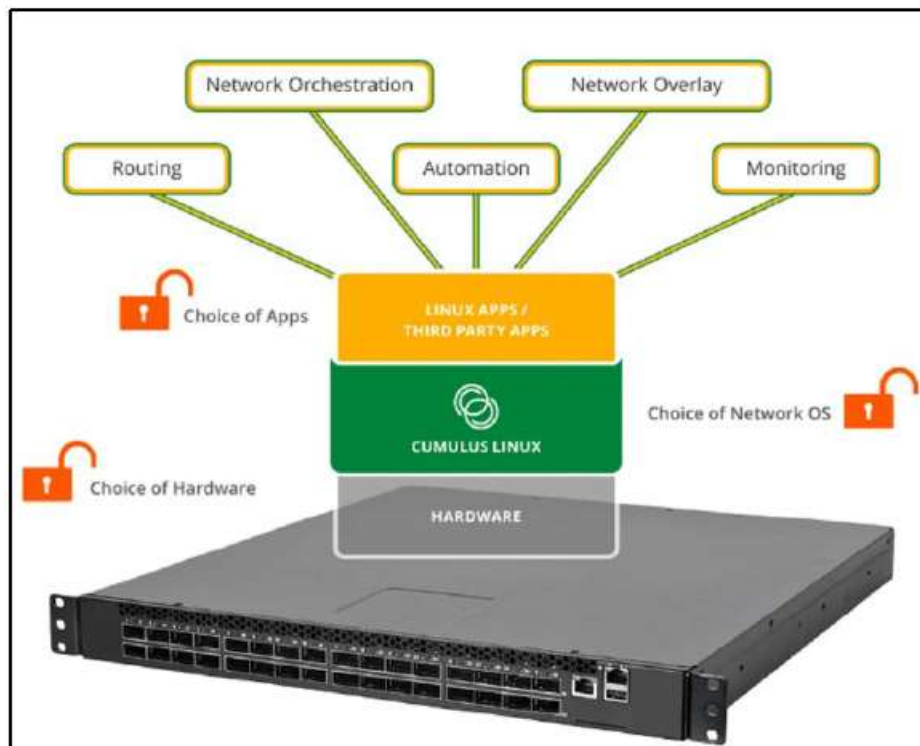 Network Orchestration
Network Overlay
Routing
Automation
Monitoring
LINUX APPS /
THIRD PARTY APPS
Choice of Apps
CUMULUS LINUX
Choice of Network OS
Choice of Hardware
HARDWARE